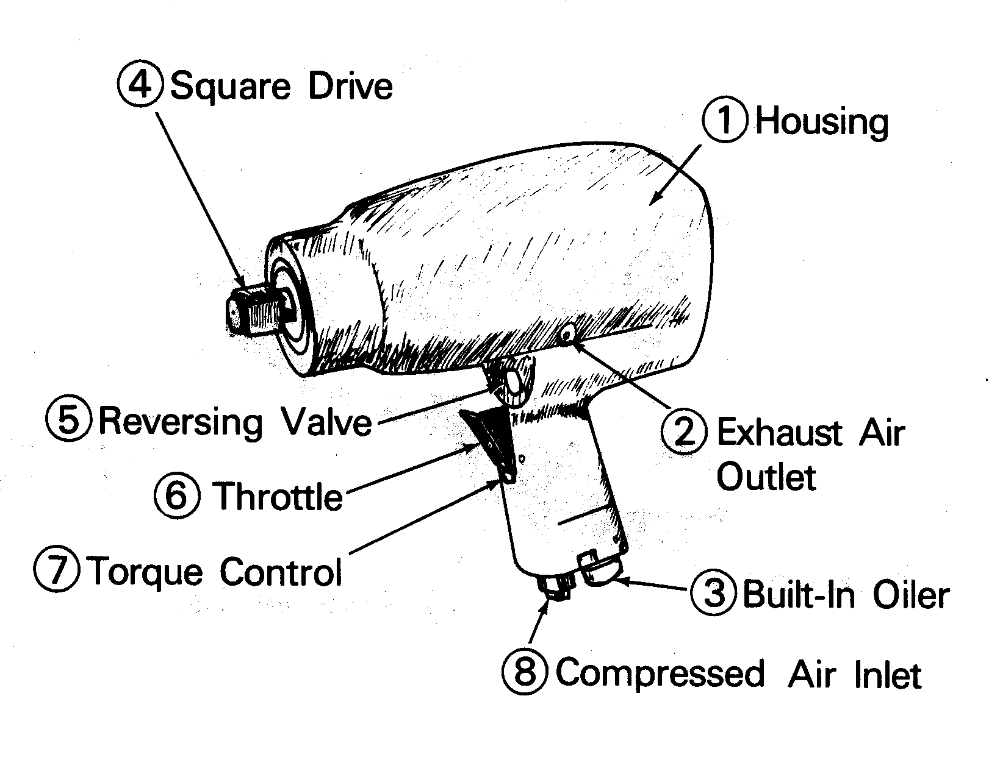 ④ Square Drive
① Housing
⑤ Reversing Valve
② Exhaust Air
Outlet
⑥ Throttle
⑦ Torque Control
③ Built-In Oiler
⑧ Compressed Air Inlet